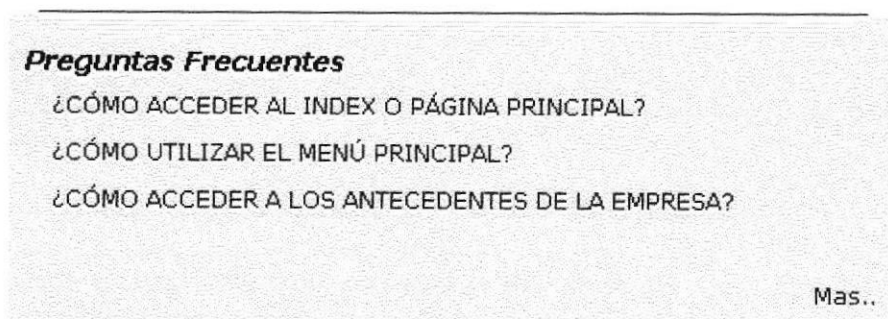 Preguntas Frecuentes
¿CÓMO ACCEDER AL INDEX O PÁGINA PRINCIPAL?
¿CÓMO UTILIZAR EL MENÚ PRINCIPAL?
¿CÓMO ACCEDER A LOS ANTECEDENTES DE LA EMPRESA?
Mas..